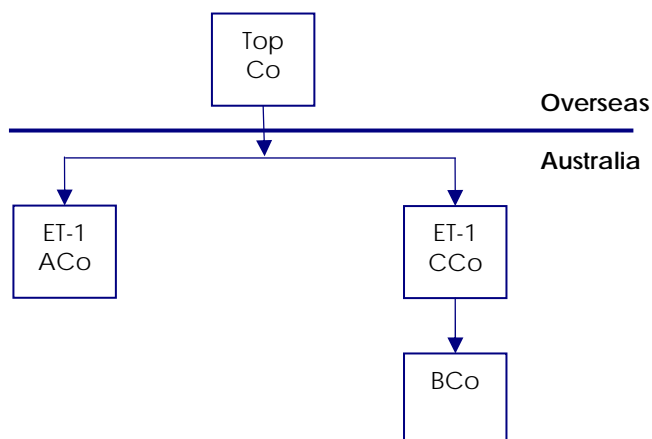 Top
Co
Overseas
Australia
ET-1
ACo
ET-1
CCo
BCo